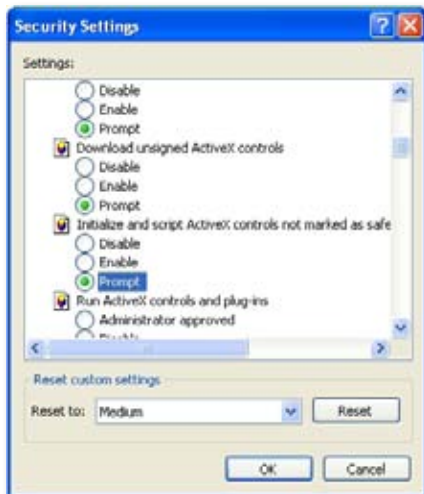 Security Settings
Settings:
Disable
Enable
Prompt
Download unsigned ActiveX controls
Disable
Enable
Prompt
Initialize and script ActiveX controls not marked as safe
Disable
Enable
Prompt
Run ActiveX controls and plug-ins
Administrator approved
Reset custom settings
Reset to: Medium Reset
OK Cancel